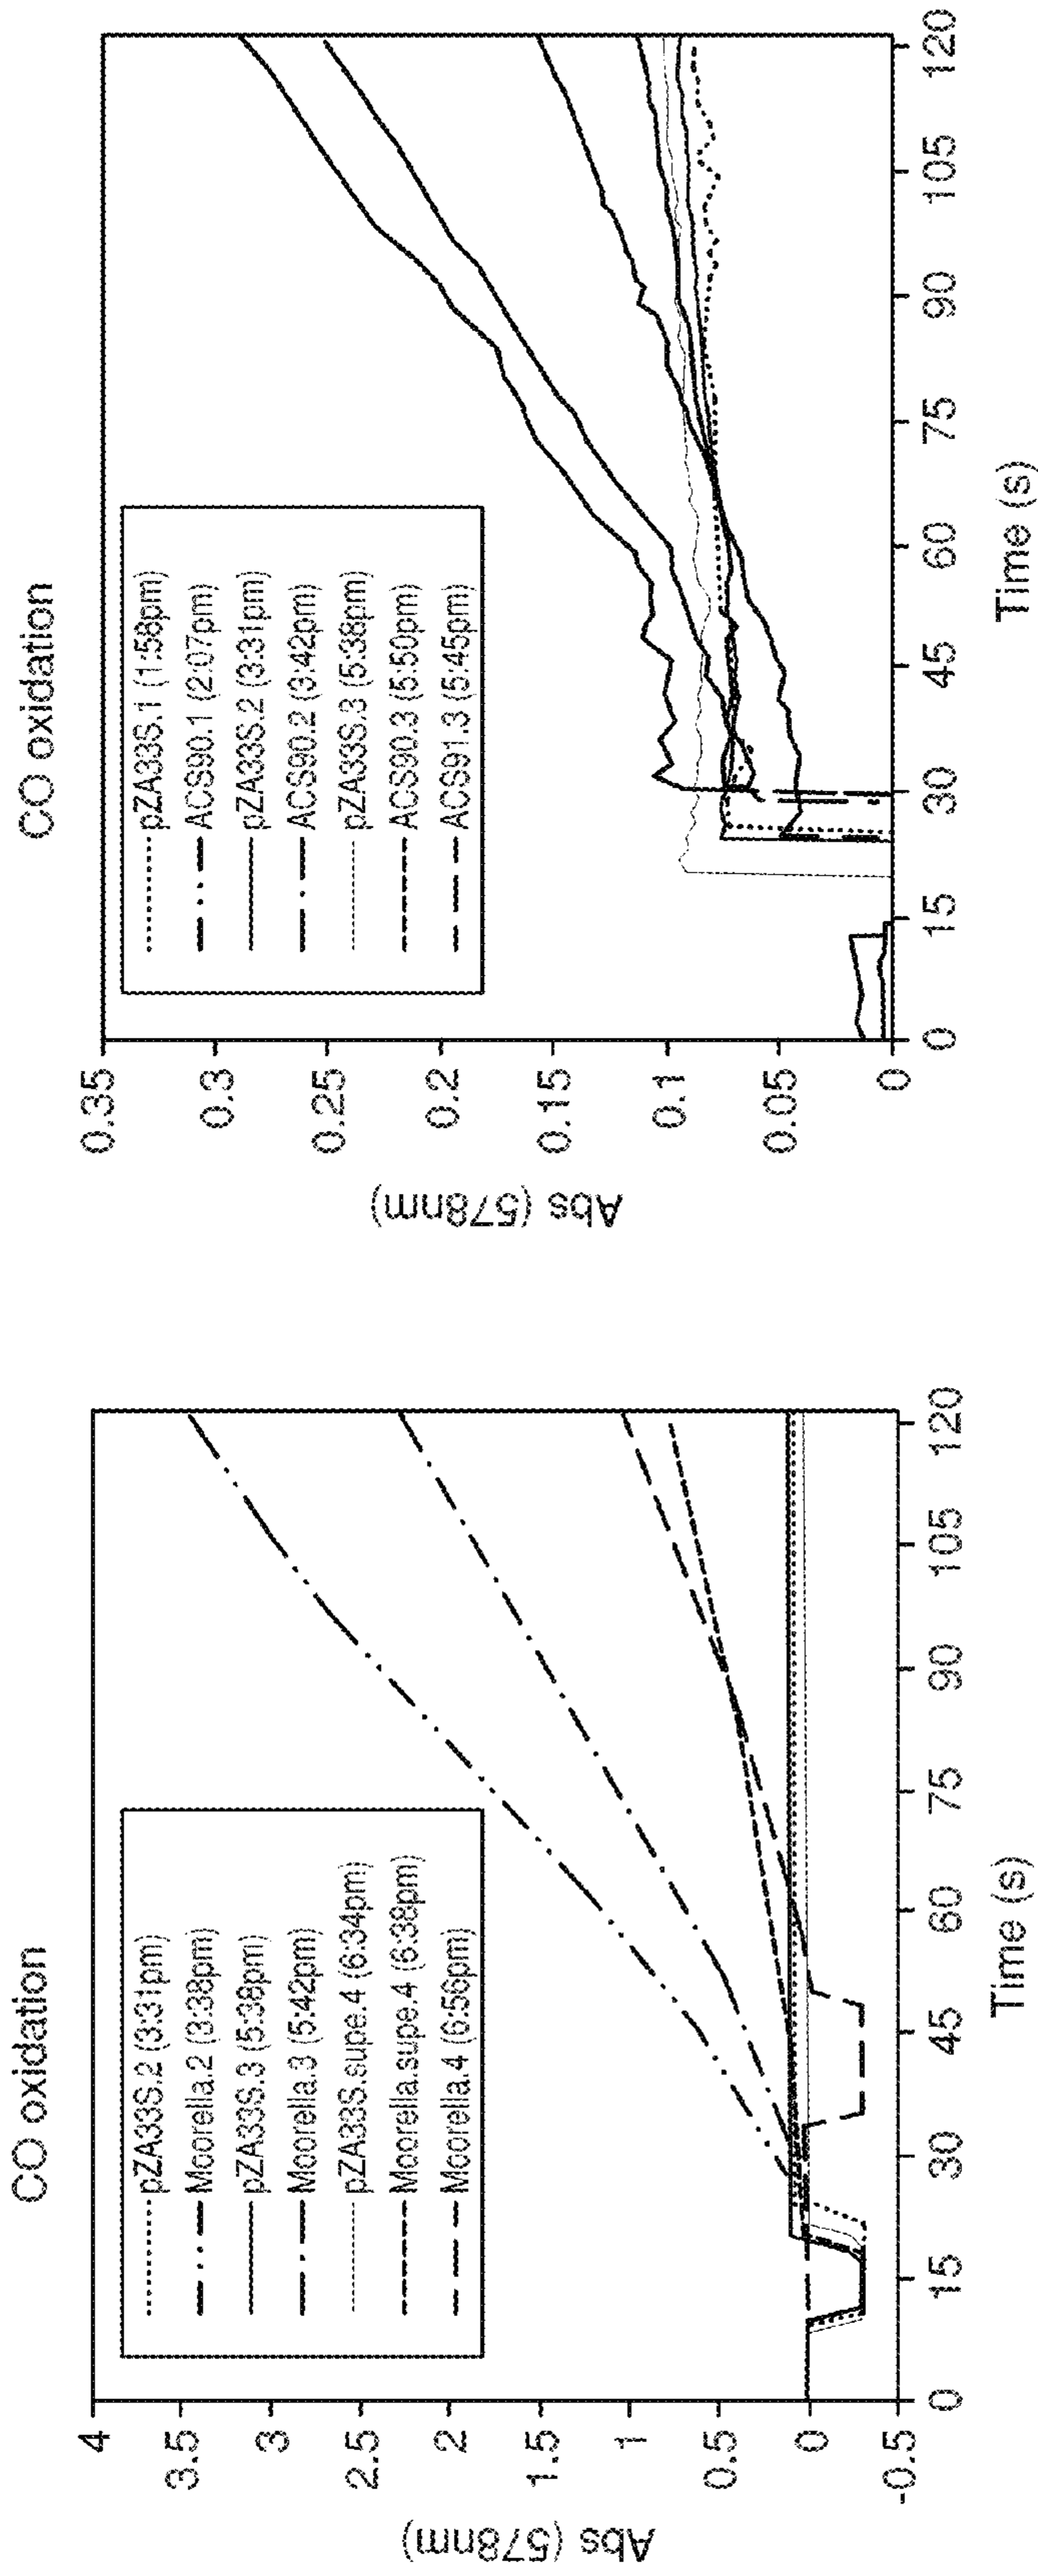 CO oxidation
Abs (578nm)
4
3.5
3
2.5
2
1.5
1
0.5
0
-0.5
pZA33S.2 (3:31pm)
Moorella.2 (3:38pm)
pZA33S.3 (5:38pm)
Moorella.3 (5:42pm)
pZA33S.supe.4 (6:34pm)
Moorella.supe.4 (6:38pm)
Moorella.4 (6:56pm)
0 15 30 45 60 75 90 105 120
Time (s)
CO oxidation
Abs (578nm)
0.35
0.3
0.25
0.2
0.15
0.1
0.05
0
pZA33S.1 (1:58pm)
ACS90.1 (2:07pm)
pZA33S.2 (3:31pm)
ACS90.2 (3:42pm)
pZA33S.3 (5:38pm)
ACS90.3 (5:50pm)
ACS91.3 (5:45pm)
0 15 30 45 60 75 90 105 120
Time (s)